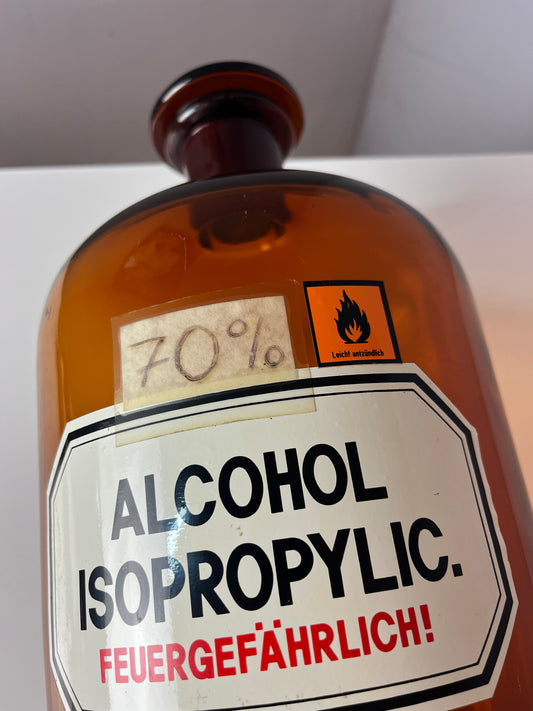 70%
Leicht entzündlich
ALCOHOL
ISOPROPYLIC.
FEUERGEFÄHRLICH!